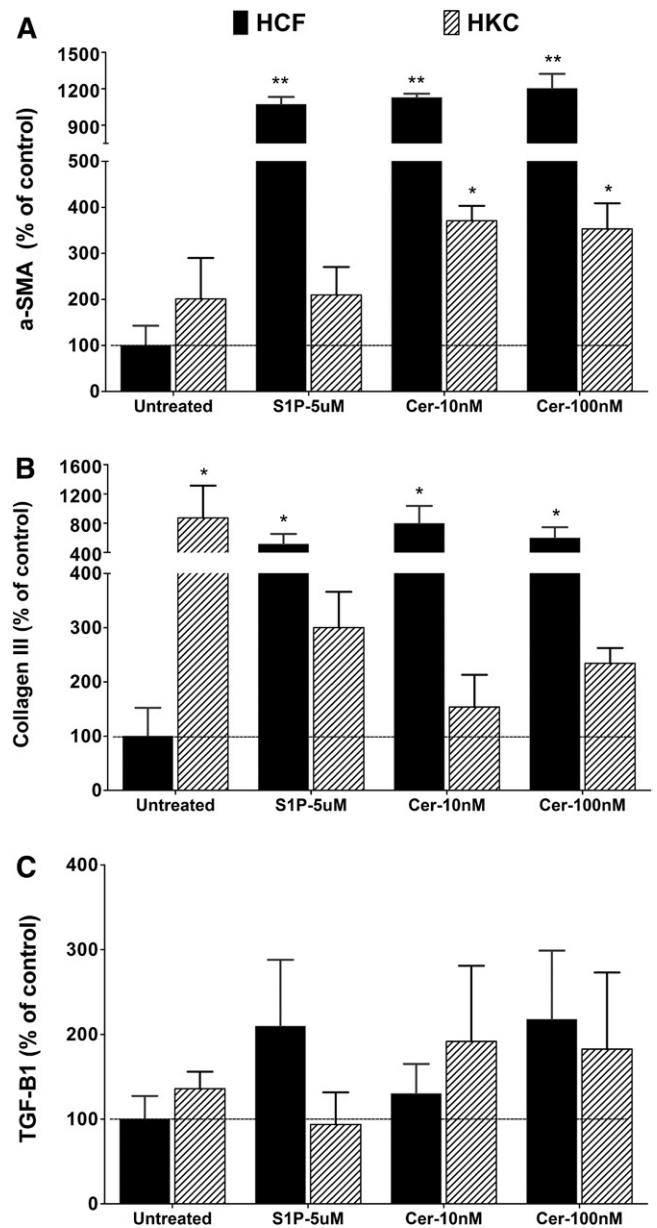 HCF HKC
A
** ** **
* *
1500
1200
900
500
400
300
200
100
0
a-SMA (% of control)
Untreated S1P-5uM Cer-10nM Cer-100nM
B
* * * *
1600
1200
800
400
400
300
200
100
0
Collagen III (% of control)
Untreated S1P-5uM Cer-10nM Cer-100nM
C
400
300
200
100
0
TGF-B1 (% of control)
Untreated S1P-5uM Cer-10nM Cer-100nM